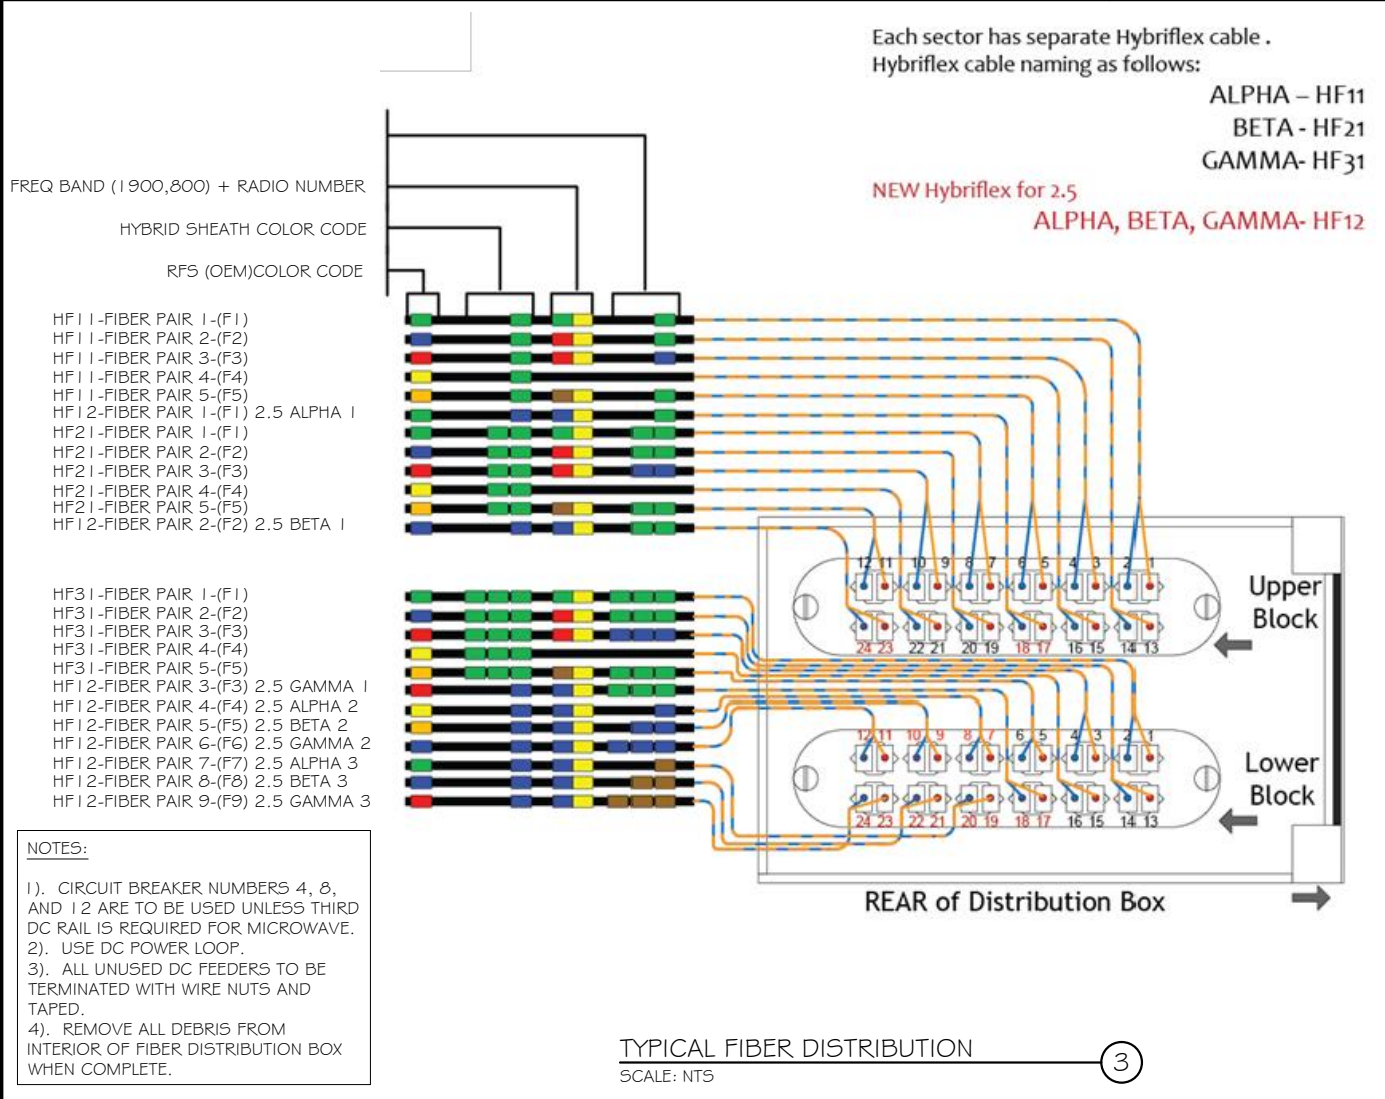 Each sector has separate Hybriflex cable .
Hybriflex cable naming as follows:
ALPHA – HF11
BETA - HF21
GAMMA- HF31
NEW Hybriflex for 2.5
ALPHA, BETA, GAMMA- HF12
FREQ BAND (1900,800) + RADIO NUMBER
HYBRID SHEATH COLOR CODE
RFS (OEM)COLOR CODE
HF11-FIBER PAIR 1-(F1)
HF11-FIBER PAIR 2-(F2)
HF11-FIBER PAIR 3-(F3)
HF11-FIBER PAIR 4-(F4)
HF11-FIBER PAIR 5-(F5)
HF12-FIBER PAIR 1-(F1) 2.5 ALPHA 1
HF21-FIBER PAIR 1-(F1)
HF21-FIBER PAIR 2-(F2)
HF21-FIBER PAIR 3-(F3)
HF21-FIBER PAIR 4-(F4)
HF21-FIBER PAIR 5-(F5)
HF12-FIBER PAIR 2-(F2) 2.5 BETA 1
12 11 10 9 8 7 6 5 4 3 2 1
24 23 22 21 20 19 18 17 16 15 14 13
Upper
Block
HF31-FIBER PAIR 1-(F1)
HF31-FIBER PAIR 2-(F2)
HF31-FIBER PAIR 3-(F3)
HF31-FIBER PAIR 4-(F4)
HF31-FIBER PAIR 5-(F5)
HF12-FIBER PAIR 3-(F3) 2.5 GAMMA 1
HF12-FIBER PAIR 4-(F4) 2.5 ALPHA 2
HF12-FIBER PAIR 5-(F5) 2.5 BETA 2
HF12-FIBER PAIR 6-(F6) 2.5 GAMMA 2
HF12-FIBER PAIR 7-(F7) 2.5 ALPHA 3
HF12-FIBER PAIR 8-(F8) 2.5 BETA 3
HF12-FIBER PAIR 9-(F9) 2.5 GAMMA 3
12 11 10 9 8 7 6 5 4 3 2 1
24 23 22 21 20 19 18 17 16 15 14 13
Lower
Block
REAR of Distribution Box
NOTES:
1). CIRCUIT BREAKER NUMBERS 4, 8,
AND 12 ARE TO BE USED UNLESS THIRD
DC RAIL IS REQUIRED FOR MICROWAVE.
2). USE DC POWER LOOP.
3). ALL UNUSED DC FEEDERS TO BE
TERMINATED WITH WIRE NUTS AND
TAPED.
4). REMOVE ALL DEBRIS FROM
INTERIOR OF FIBER DISTRIBUTION BOX
WHEN COMPLETE.
TYPICAL FIBER DISTRIBUTION
SCALE: NTS
3